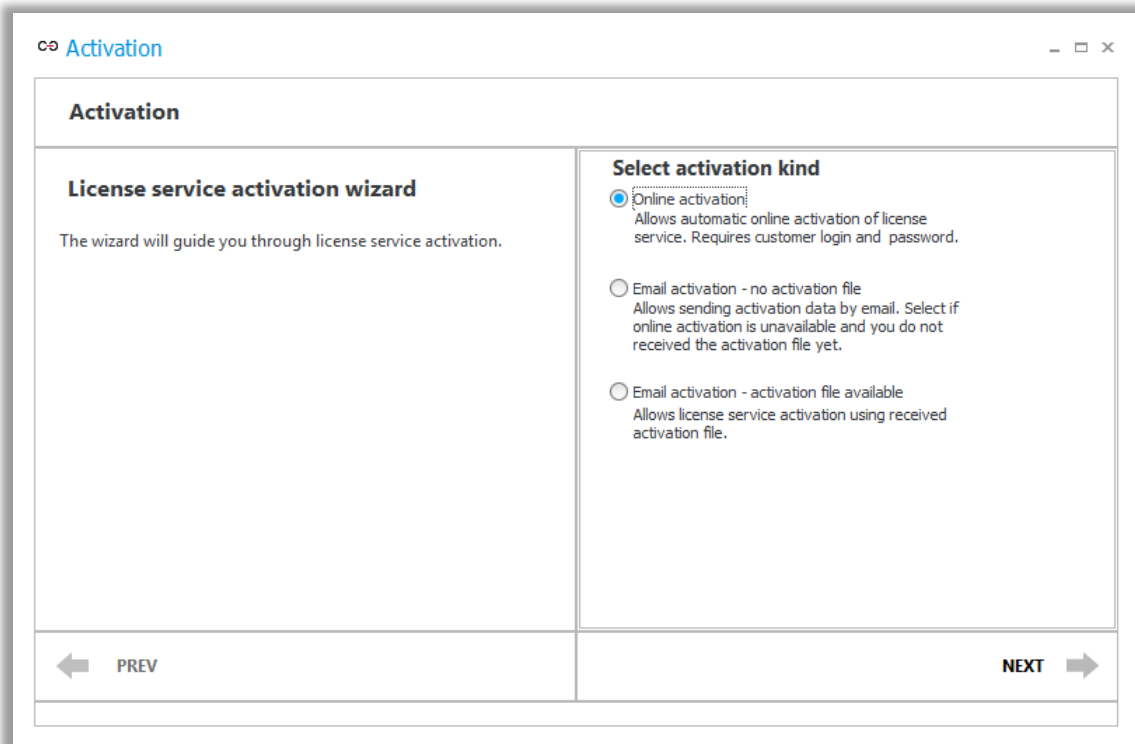 Activation
Activation
License service activation wizard
The wizard will guide you through license service activation.
Select activation kind
Online activation
Allows automatic online activation of license
service. Requires customer login and password.
Email activation - no activation file
Allows sending activation data by email. Select if
online activation is unavailable and you do not
received the activation file yet.
Email activation - activation file available
Allows license service activation using received
activation file.
PREV
NEXT